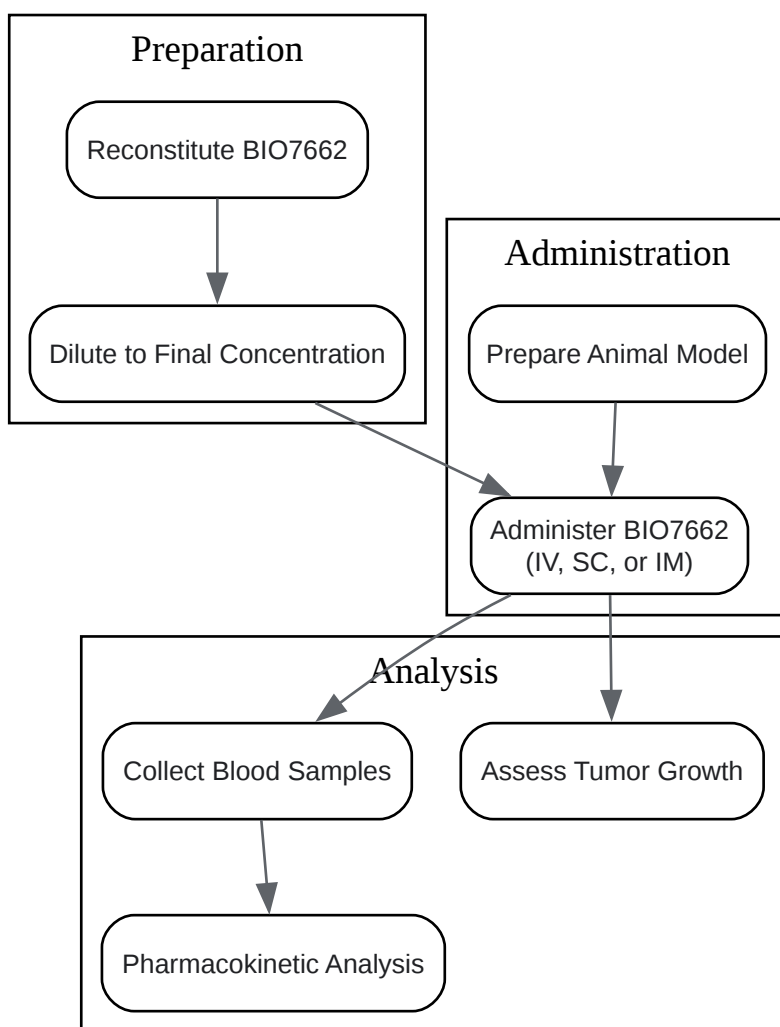 Preparation
Reconstitute BIO7662
Dilute to Final Concentration
Administration
Prepare Animal Model
Administer BIO7662
(IV, SC, or IM)
Analysis
Collect Blood Samples
Assess Tumor Growth
Pharmacokinetic Analysis